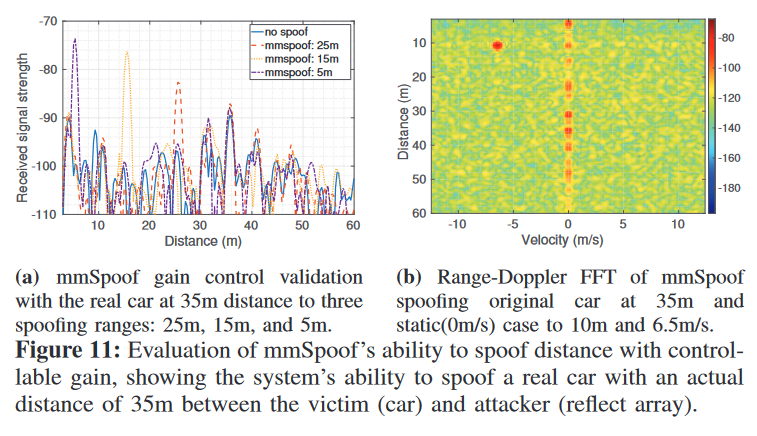 -70
-80
-90
-100
-110
Received signal strength
no spoof
mmspoof: 25m
mmspoof: 15m
mmspoof: 5m
10 20 30 40 50 60
Distance (m)
10
20
30
40
50
60
Distance (m)
-10 -5 0 5 10
Velocity (m/s)
-80
-100
-120
-140
-160
-180
(a) mmSpoof gain control validation
with the real car at 35m distance to three
spoofing ranges: 25m, 15m, and 5m.
(b) Range-Doppler FFT of mmSpoof
spoofing original car at 35m and
static(0m/s) case to 10m and 6.5m/s.
Figure 11: Evaluation of mmSpoof's ability to spoof distance with control-
lable gain, showing the system's ability to spoof a real car with an actual
distance of 35m between the victim (car) and attacker (reflect array).